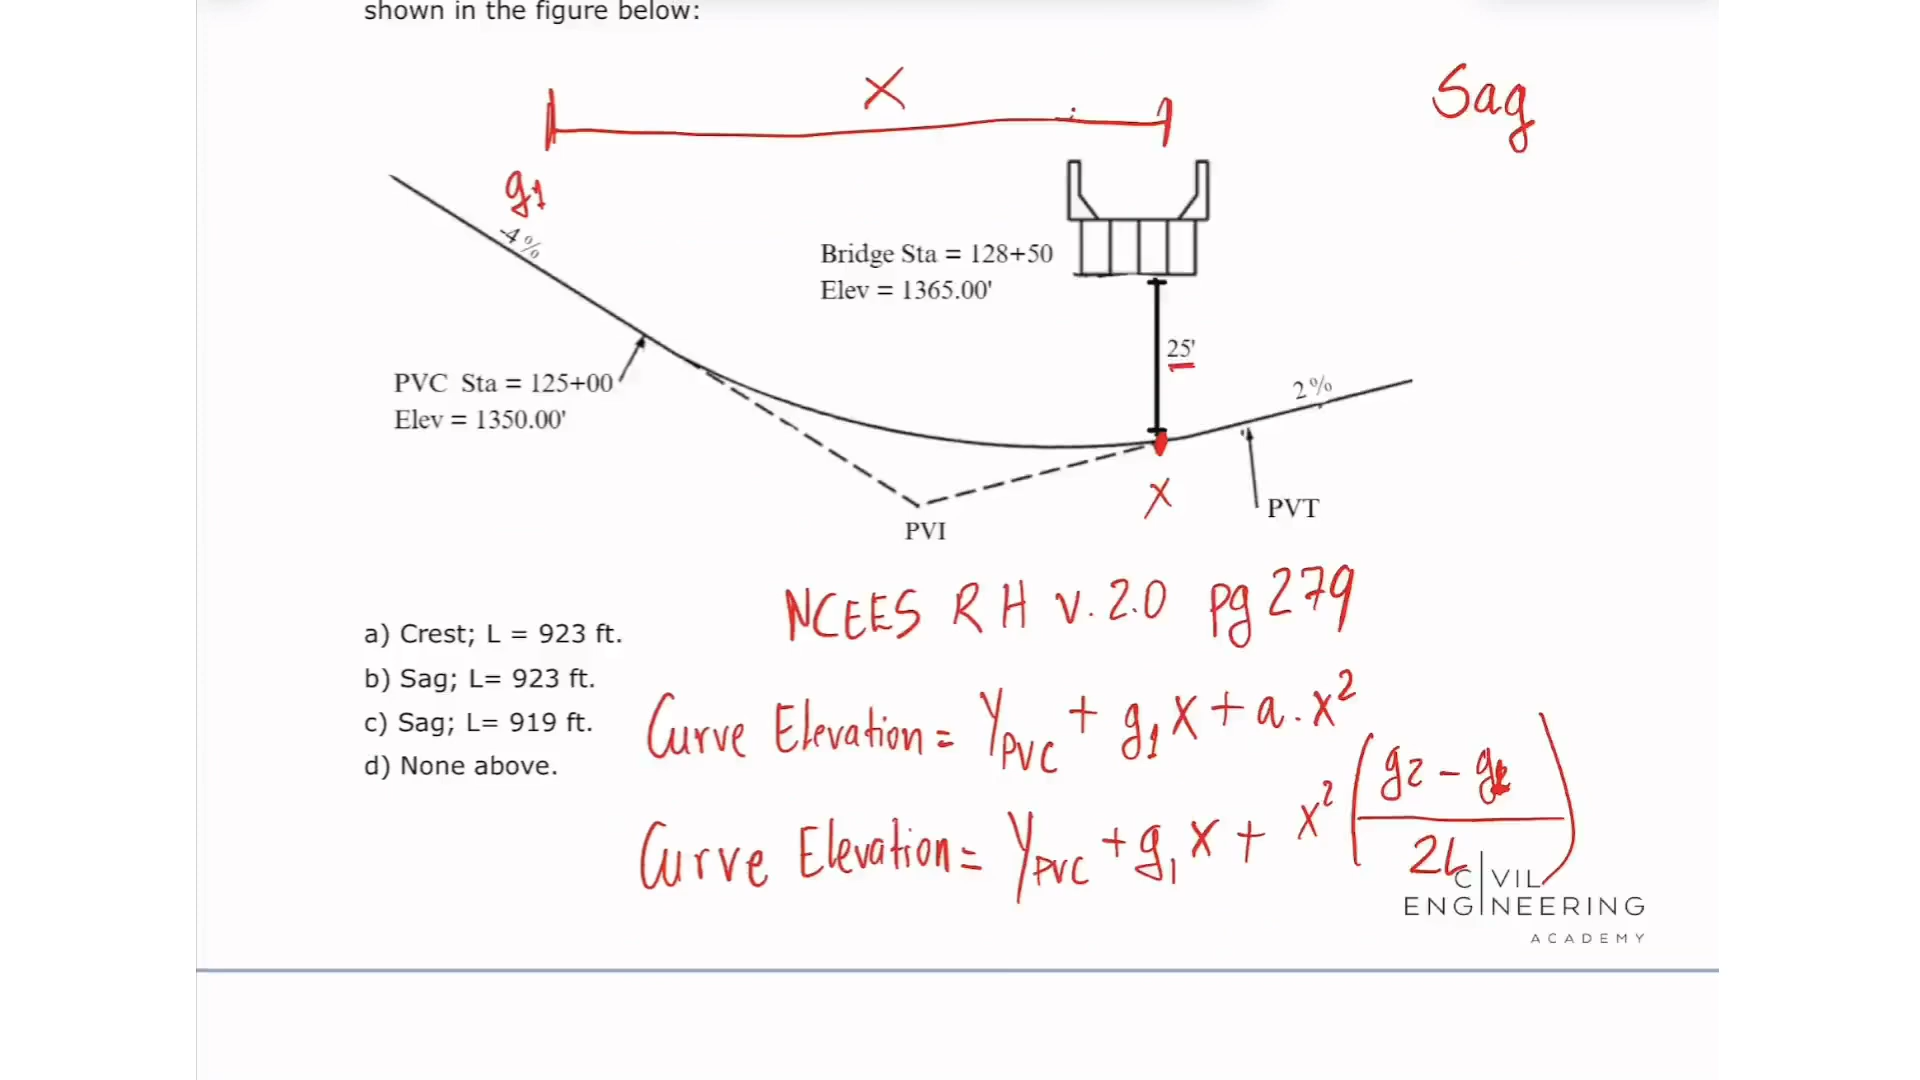 shown in the figure below:
X
Sag
g1
-4%
Bridge Sta = 128+50
Elev = 1365.00'
25'
PVC Sta = 125+00
Elev = 1350.00'
2%
X
PVT
PVI
NCEES RH v.2.0 pg 279
a) Crest; L = 923 ft.
b) Sag; L= 923 ft.
c) Sag; L= 919 ft.
d) None above.
Curve Elevation = YPVC + g1 X + a . X²
Curve Elevation = YPVC + g1 X + X² (g2 - g1 / 2L)
CIVIL
ENGINEERING
ACADEMY